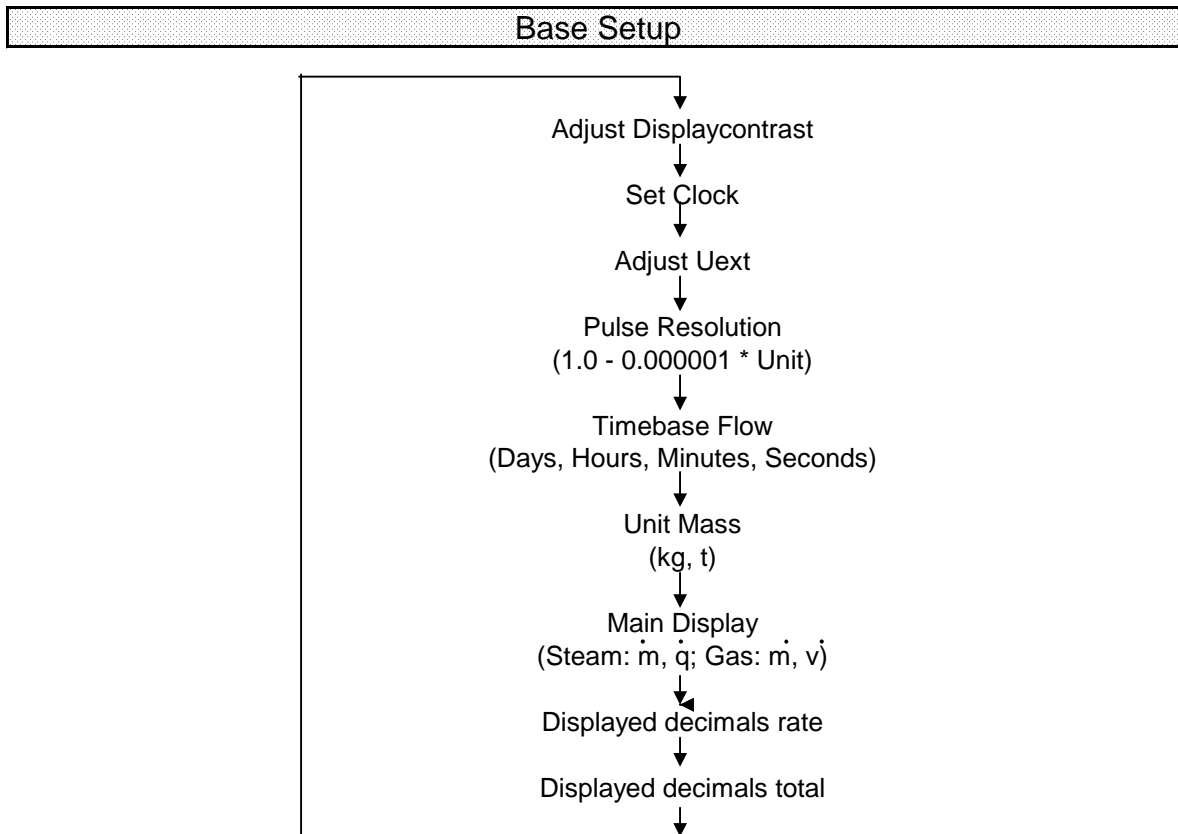 Base Setup
Adjust Displaycontrast
Set Clock
Adjust Uext
Pulse Resolution
(1.0 - 0.000001 * Unit)
Timebase Flow
(Days, Hours, Minutes, Seconds)
Unit Mass
(kg, t)
Main Display
(Steam: ṁ, q̇; Gas: ṁ, v̇)
Displayed decimals rate
Displayed decimals total